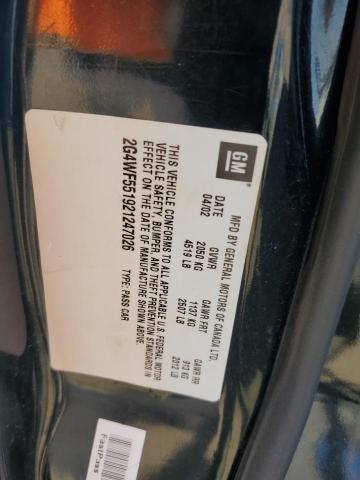 GM
MFD BY GENERAL MOTORS OF CANADA LTD.
DATE GVWR GAWR FRT GAWR RR
04/02 2050 KG 1137 KG 913 KG
4519 LB 2507 LB 2012 LB
THIS VEHICLE CONFORMS TO ALL APPLICABLE U.S. FEDERAL MOTOR
VEHICLE SAFETY, BUMPER, AND THEFT PREVENTION STANDARDS IN
EFFECT ON THE DATE OF MANUFACTURE SHOWN ABOVE.
2G4WF551921247026 TYPE: PASS CAR
FlestPass